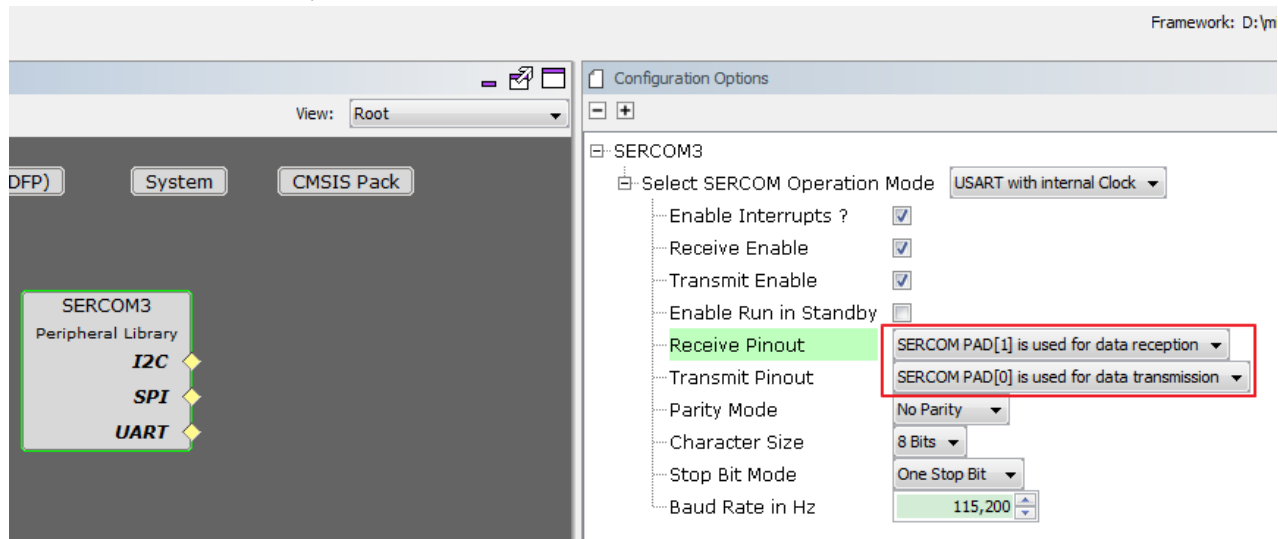 Framework: D:\mi
Configuration Options
View: Root
DFP) System CMSIS Pack
SERCOM3
Peripheral Library
I2C
SPI
UART
SERCOM3
Select SERCOM Operation Mode USART with internal Clock
Enable Interrupts ?
Receive Enable
Transmit Enable
Enable Run in Standby
Receive Pinout SERCOM PAD[1] is used for data reception
Transmit Pinout SERCOM PAD[0] is used for data transmission
Parity Mode No Parity
Character Size 8 Bits
Stop Bit Mode One Stop Bit
Baud Rate in Hz 115,200